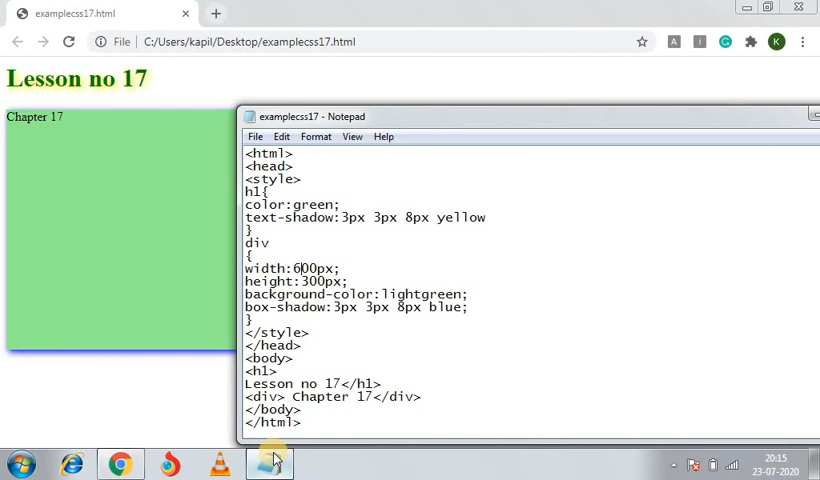 examplecss17.html
File
C:/Users/kapil/Desktop/examplecss17.html
K
Lesson no 17
Chapter 17
examplecss17 - Notepad
File Edit Format View Help
<html>
<head>
<style>
h1{
color:green;
text-shadow:3px 3px 8px yellow
}
div
{
width:600px;
height:300px;
background-color:lightgreen;
box-shadow:3px 3px 8px blue;
}
</style>
</head>
<body>
<h1>
Lesson no 17</h1>
<div> Chapter 17</div>
</body>
</html>
20:15
23-07-2020